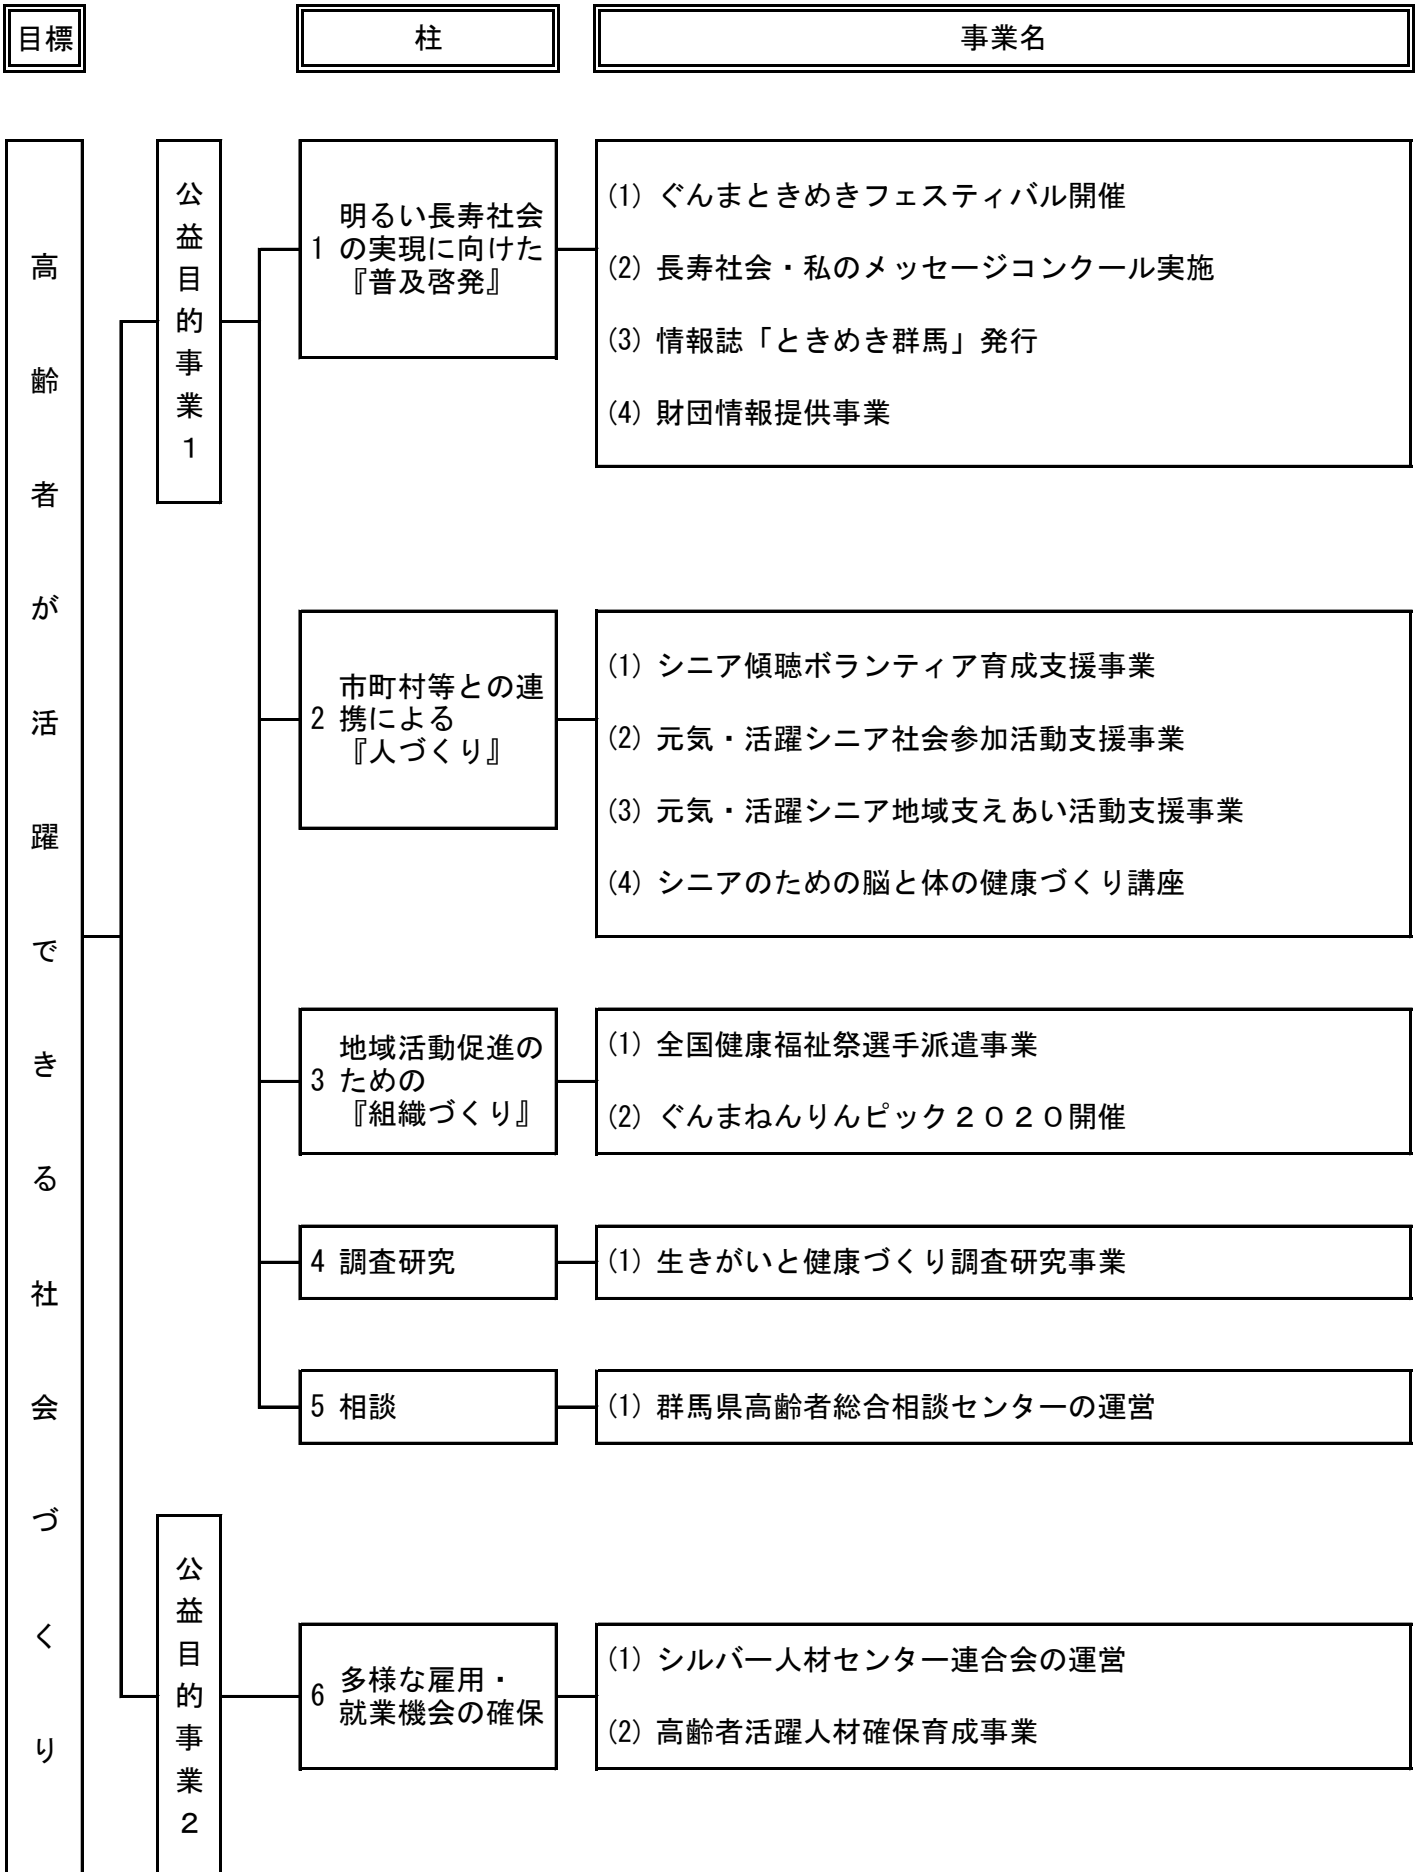 目標
柱
事業名
高齢者が活躍できる社会づくり
公益目的事業1
1 明るい長寿社会
の実現に向けた
『普及啓発』
(1) ぐんまときめきフェスティバル開催
(2) 長寿社会・私のメッセージコンクール実施
(3) 情報誌「ときめき群馬」発行
(4) 財団情報提供事業
2 市町村等との連
携による
『人づくり』
(1) シニア傾聴ボランティア育成支援事業
(2) 元気・活躍シニア社会参加活動支援事業
(3) 元気・活躍シニア地域支えあい活動支援事業
(4) シニアのための脳と体の健康づくり講座
3 地域活動促進の
ための
『組織づくり』
(1) 全国健康福祉祭選手派遣事業
(2) ぐんまねんりんピック2020開催
4 調査研究
(1) 生きがいと健康づくり調査研究事業
5 相談
(1) 群馬県高齢者総合相談センターの運営
公益目的事業2
6 多様な雇用・
就業機会の確保
(1) シルバー人材センター連合会の運営
(2) 高齢者活躍人材確保育成事業